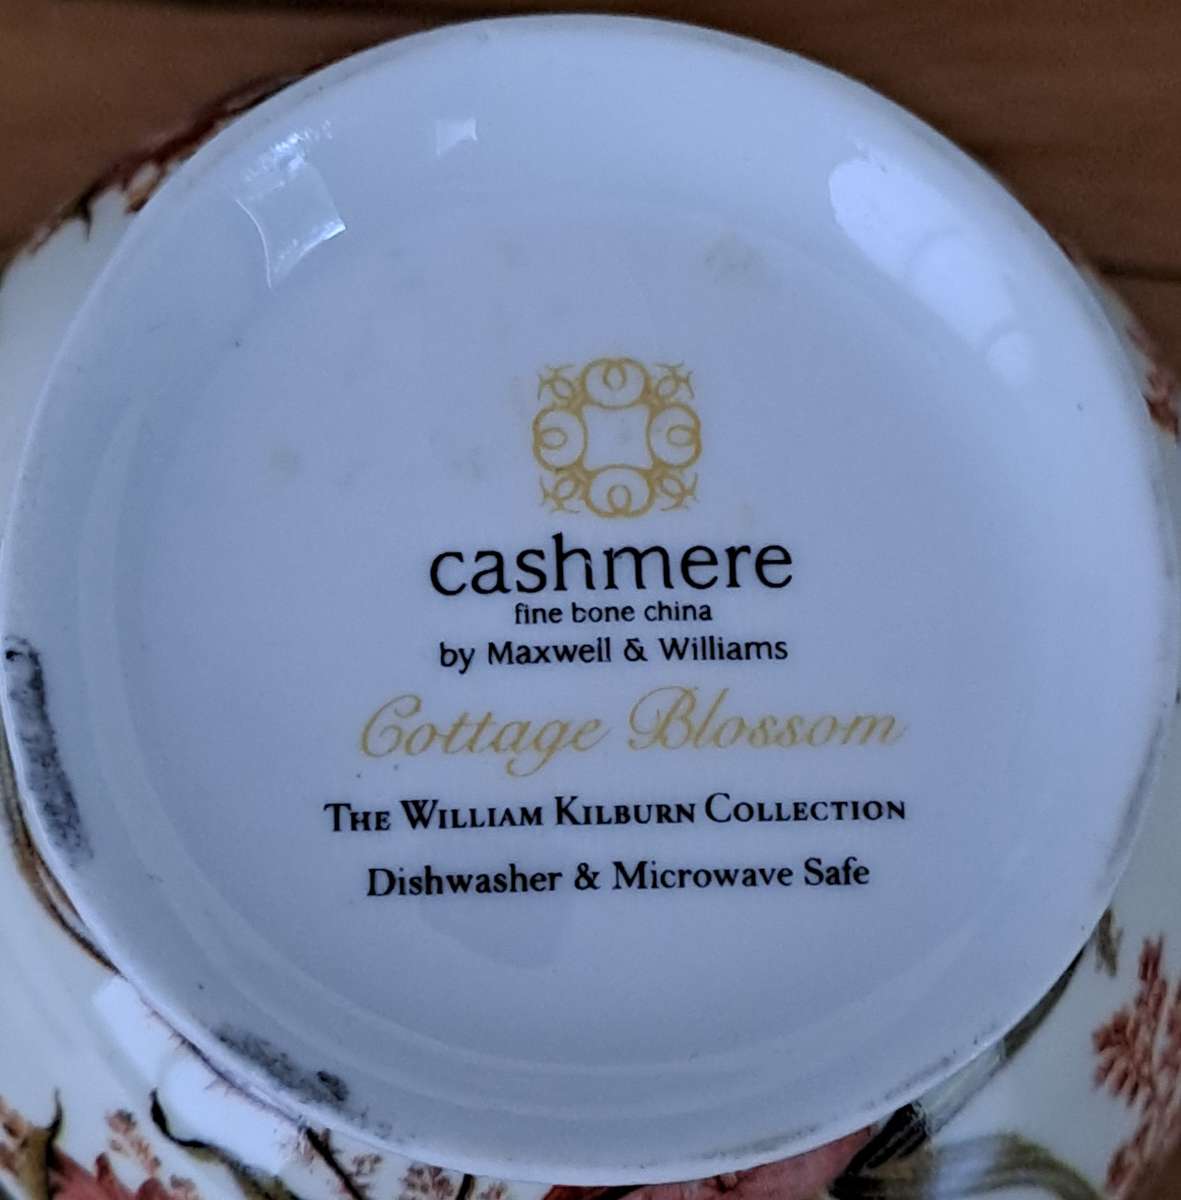 cashmere
fine bone china
by Maxwell & Williams
Cottage Blossom
THE WILLIAM KILBURN COLLECTION
Dishwasher & Microwave Safe